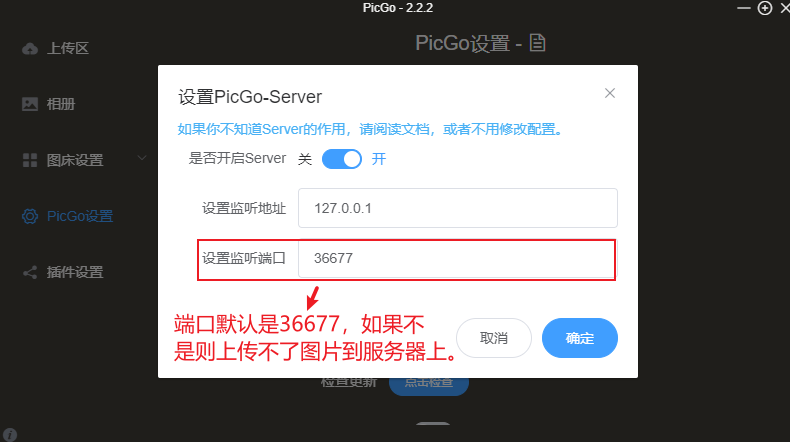 PicGo - 2.2.2
上传区
相册
图床设置
PicGo设置
插件设置
PicGo设置 -
设置PicGo-Server
如果你不知道Server的作用，请阅读文档，或者不用修改配置。
是否开启Server 关 开
设置监听地址 127.0.0.1
设置监听端口 36677
端口默认是36677，如果不
是则上传不了图片到服务器上。
取消 确定
检查更新 点击检查